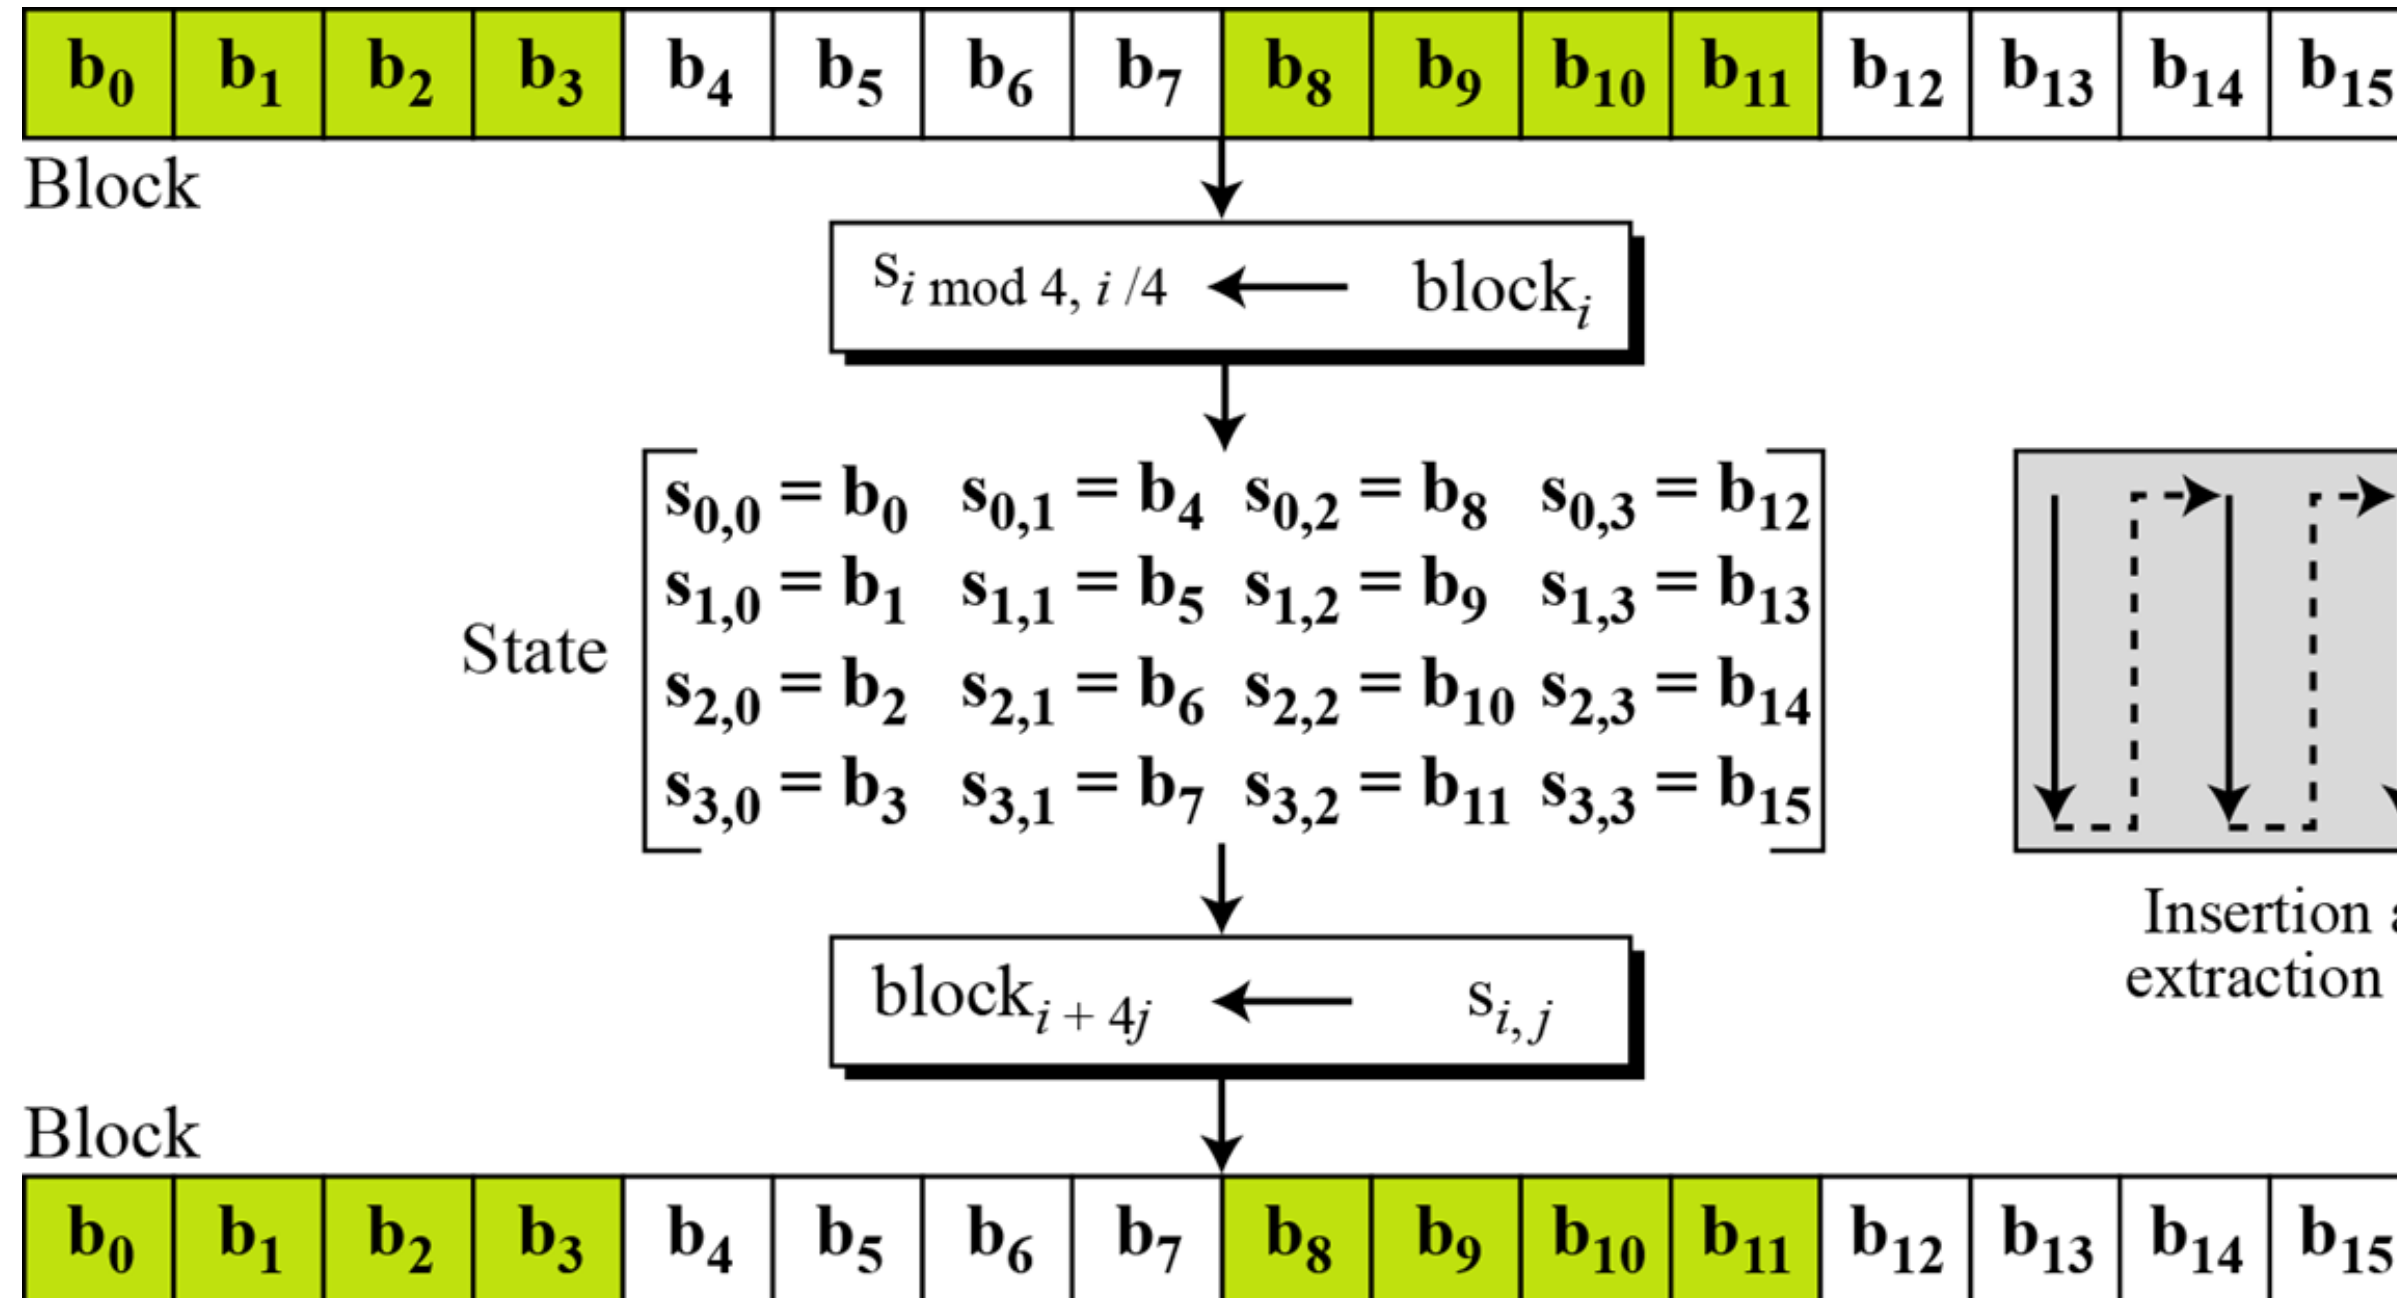 b0 b1 b2 b3 b4 b5 b6 b7 b8 b9 b10 b11 b12 b13 b14 b15
Block
s i mod 4, i /4 ← block i
State
s0,0 = b0 s0,1 = b4 s0,2 = b8 s0,3 = b12
s1,0 = b1 s1,1 = b5 s1,2 = b9 s1,3 = b13
s2,0 = b2 s2,1 = b6 s2,2 = b10 s2,3 = b14
s3,0 = b3 s3,1 = b7 s3,2 = b11 s3,3 = b15
Insertion
extraction
block i + 4j ← s i, j
Block
b0 b1 b2 b3 b4 b5 b6 b7 b8 b9 b10 b11 b12 b13 b14 b15